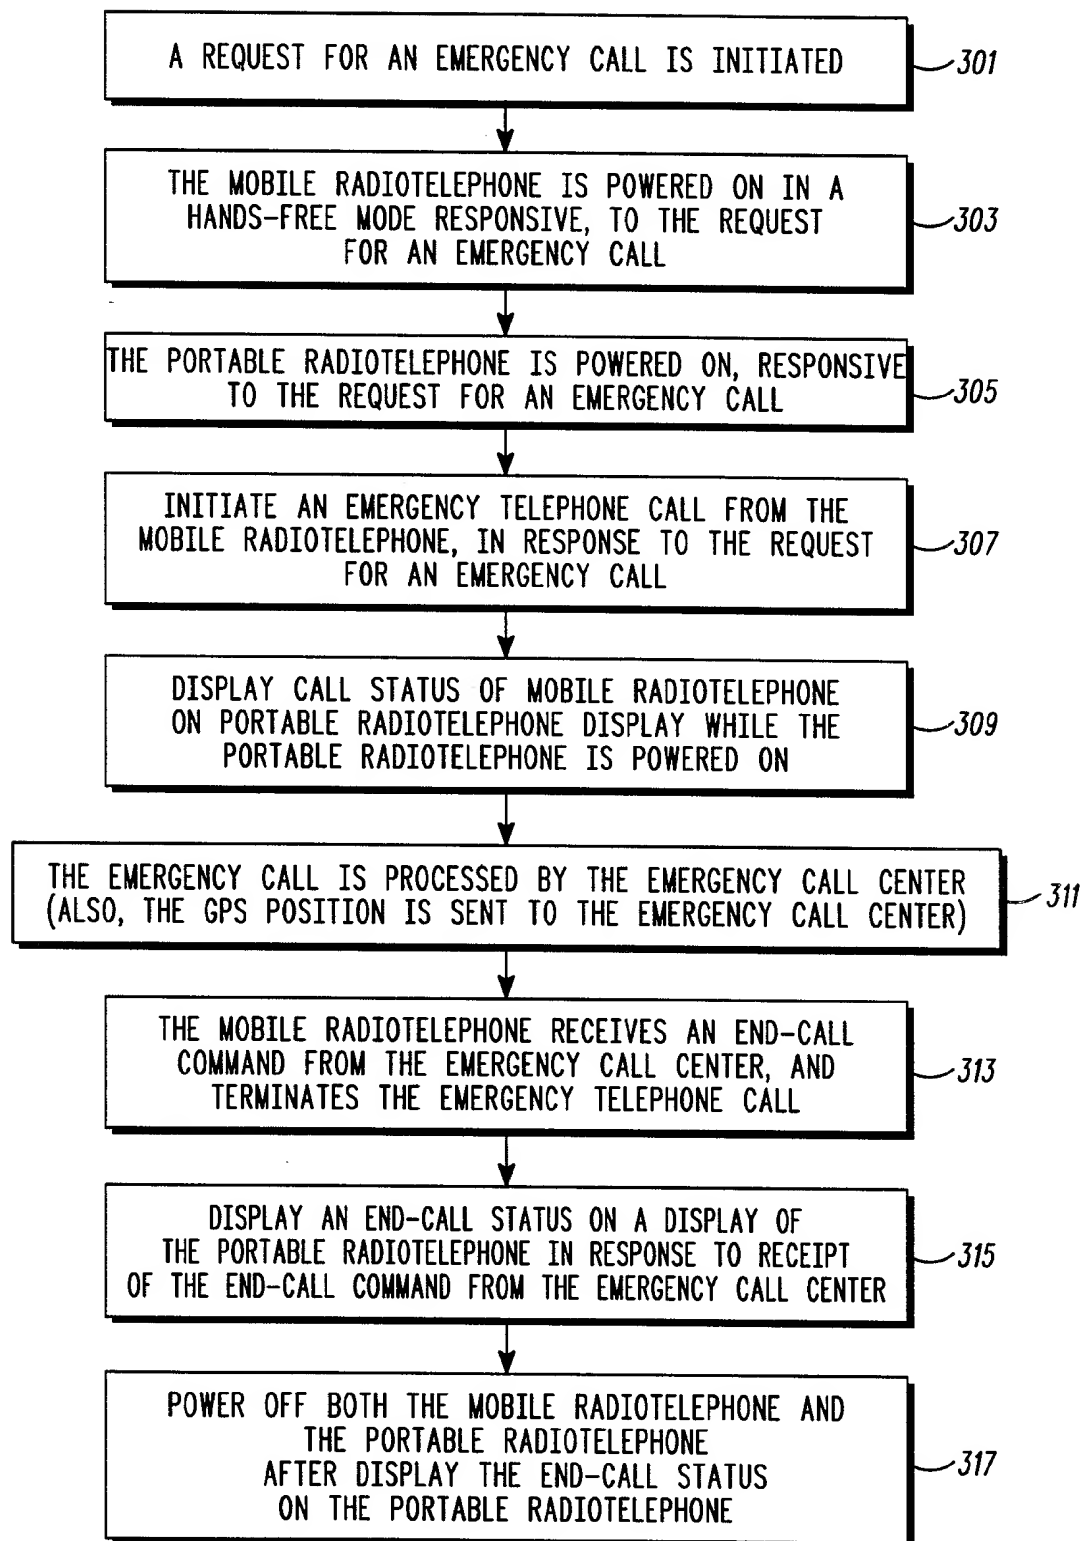 A REQUEST FOR AN EMERGENCY CALL IS INITIATED
301
THE MOBILE RADIOTELEPHONE IS POWERED ON IN A
HANDS-FREE MODE RESPONSIVE, TO THE REQUEST
FOR AN EMERGENCY CALL
303
THE PORTABLE RADIOTELEPHONE IS POWERED ON, RESPONSIVE
TO THE REQUEST FOR AN EMERGENCY CALL
305
INITIATE AN EMERGENCY TELEPHONE CALL FROM THE
MOBILE RADIOTELEPHONE, IN RESPONSE TO THE REQUEST
FOR AN EMERGENCY CALL
307
DISPLAY CALL STATUS OF MOBILE RADIOTELEPHONE
ON PORTABLE RADIOTELEPHONE DISPLAY WHILE THE
PORTABLE RADIOTELEPHONE IS POWERED ON
309
THE EMERGENCY CALL IS PROCESSED BY THE EMERGENCY CALL CENTER
(ALSO, THE GPS POSITION IS SENT TO THE EMERGENCY CALL CENTER)
311
THE MOBILE RADIOTELEPHONE RECEIVES AN END-CALL
COMMAND FROM THE EMERGENCY CALL CENTER, AND
TERMINATES THE EMERGENCY TELEPHONE CALL
313
DISPLAY AN END-CALL STATUS ON A DISPLAY OF
THE PORTABLE RADIOTELEPHONE IN RESPONSE TO RECEIPT
OF THE END-CALL COMMAND FROM THE EMERGENCY CALL CENTER
315
POWER OFF BOTH THE MOBILE RADIOTELEPHONE AND
THE PORTABLE RADIOTELEPHONE
AFTER DISPLAY THE END-CALL STATUS
ON THE PORTABLE RADIOTELEPHONE
317